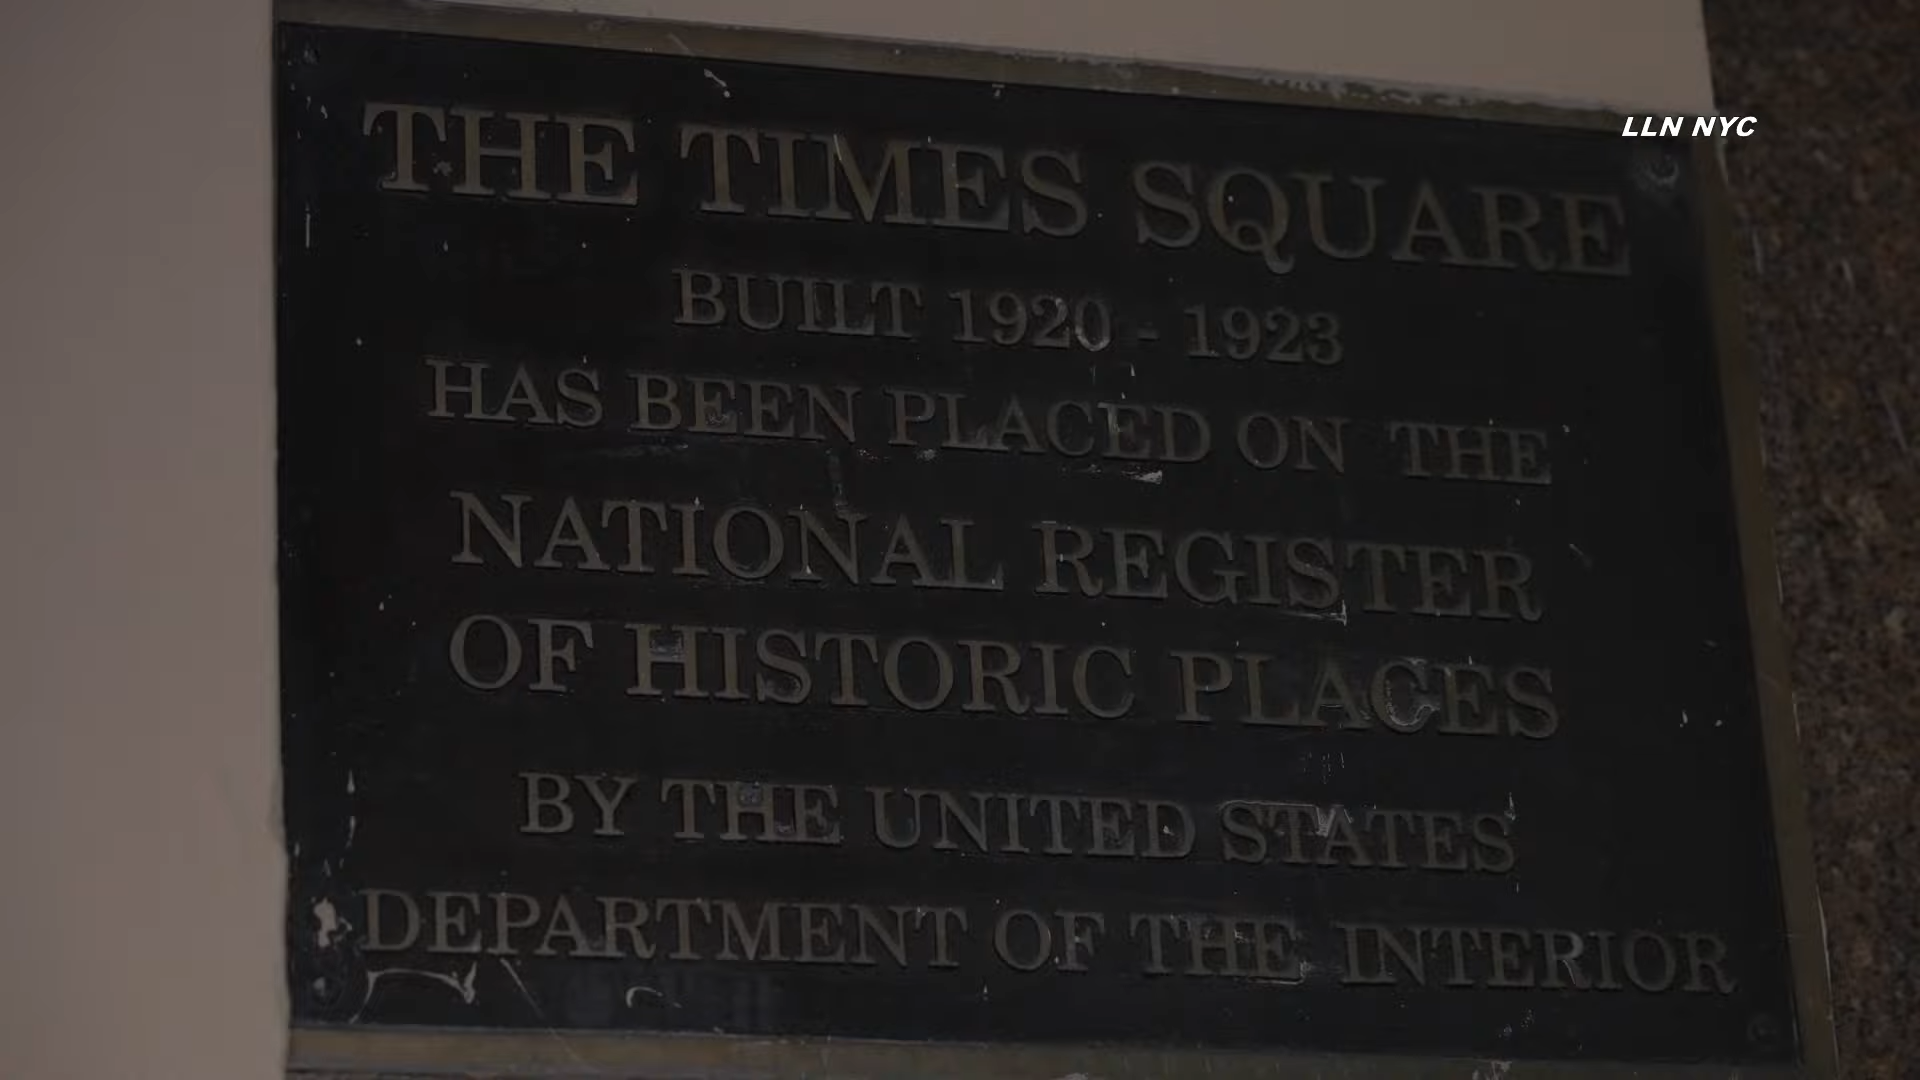 LLN NYC
THE TIMES SQUARE
BUILT 1920 - 1923
HAS BEEN PLACED ON THE
NATIONAL REGISTER
OF HISTORIC PLACES
BY THE UNITED STATES
DEPARTMENT OF THE INTERIOR